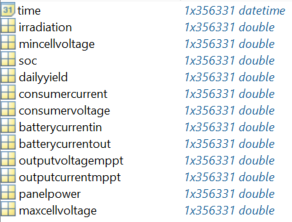 31 time 1x356331 datetime
irradiation 1x356331 double
mincellvoltage 1x356331 double
soc 1x356331 double
dailyyield 1x356331 double
consumercurrent 1x356331 double
consumervoltage 1x356331 double
batterycurrentin 1x356331 double
batterycurrentout 1x356331 double
outputvoltagemppt 1x356331 double
outputcurrentmppt 1x356331 double
panelpower 1x356331 double
maxcellvoltage 1x356331 double